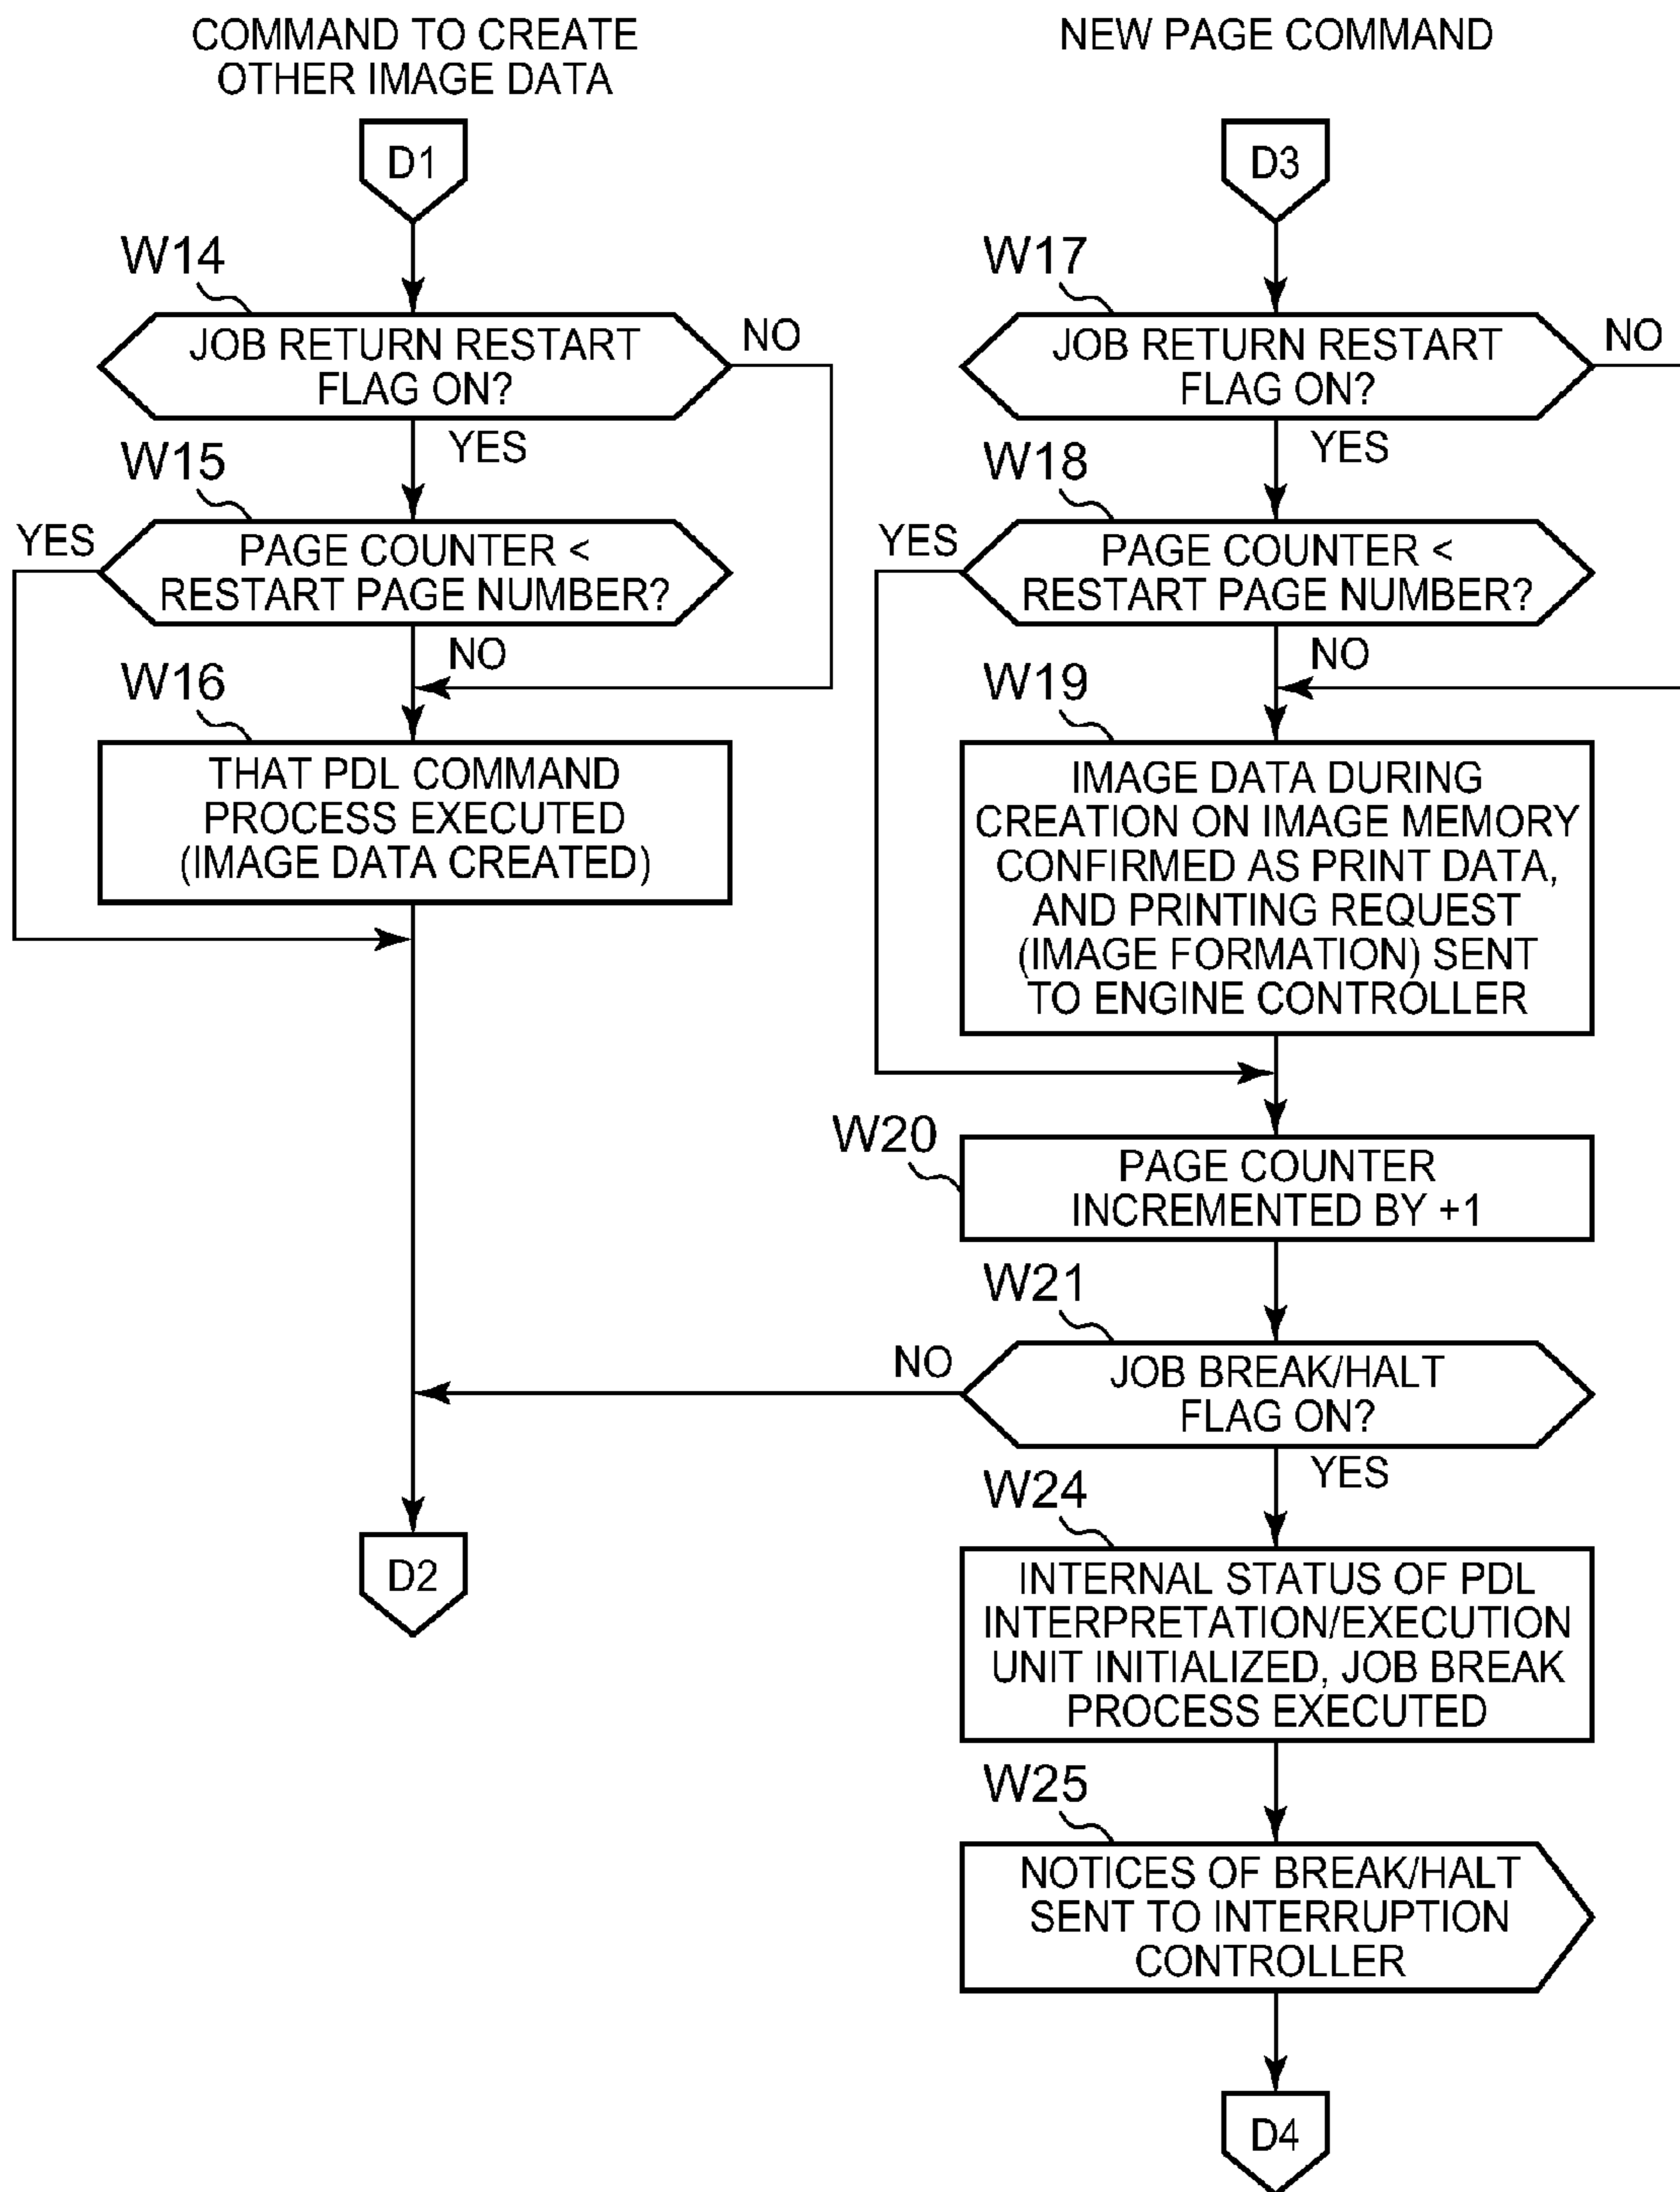 COMMAND TO CREATE
OTHER IMAGE DATA
D1
W14
JOB RETURN RESTART
FLAG ON?
NO
YES
W15
YES
PAGE COUNTER <
RESTART PAGE NUMBER?
NO
W16
THAT PDL COMMAND
PROCESS EXECUTED
(IMAGE DATA CREATED)
D2
NEW PAGE COMMAND
D3
W17
JOB RETURN RESTART
FLAG ON?
NO
YES
W18
YES
PAGE COUNTER <
RESTART PAGE NUMBER?
NO
W19
IMAGE DATA DURING
CREATION ON IMAGE MEMORY
CONFIRMED AS PRINT DATA,
AND PRINTING REQUEST
(IMAGE FORMATION) SENT
TO ENGINE CONTROLLER
W20
PAGE COUNTER
INCREMENTED BY +1
W21
NO
JOB BREAK/HALT
FLAG ON?
YES
W24
INTERNAL STATUS OF PDL
INTERPRETATION/EXECUTION
UNIT INITIALIZED, JOB BREAK
PROCESS EXECUTED
W25
NOTICES OF BREAK/HALT
SENT TO INTERRUPTION
CONTROLLER
D4